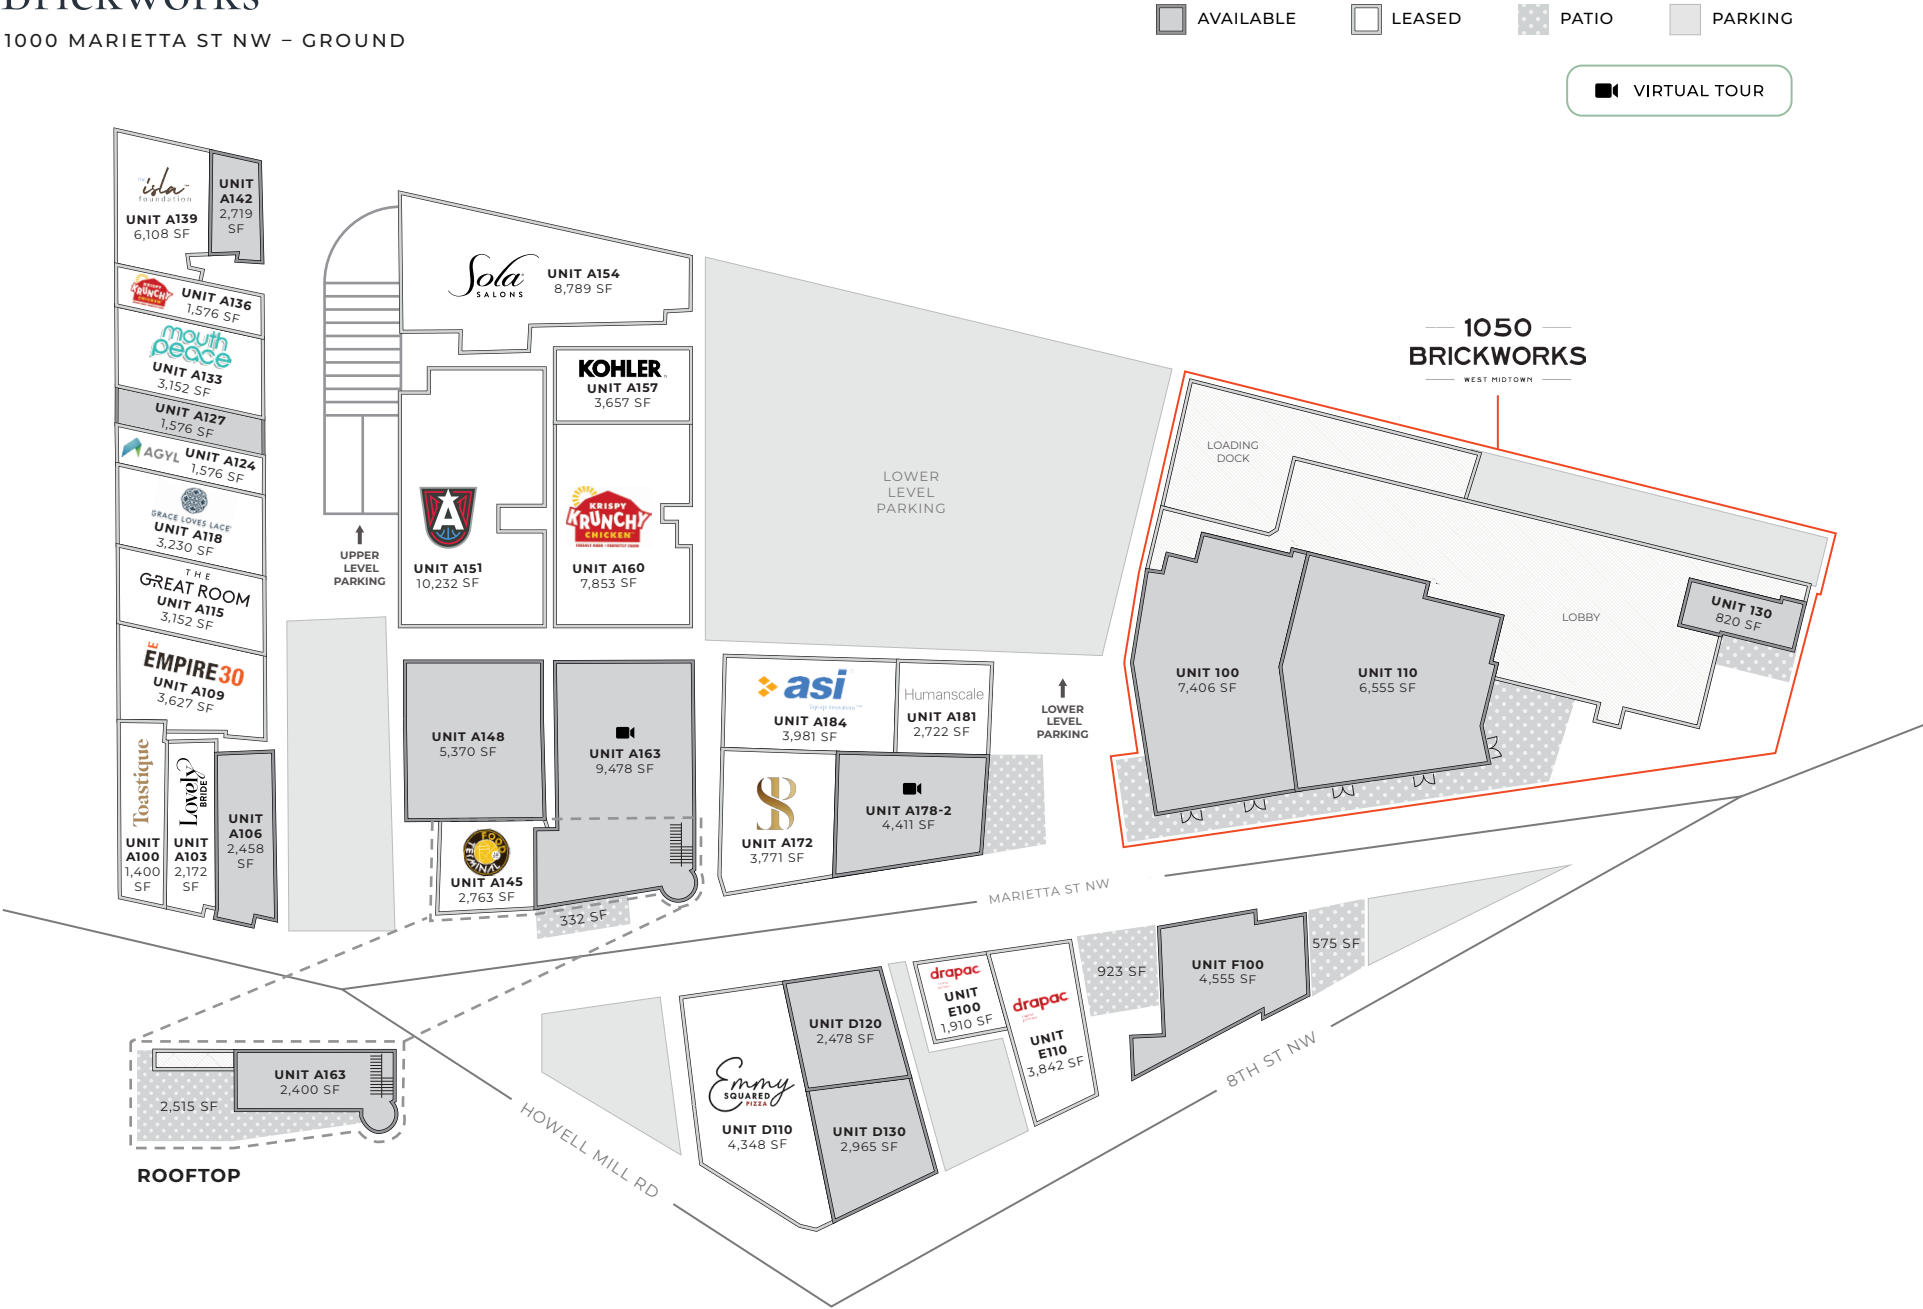 Brickworks
1000 MARIETTA ST NW – GROUND
AVAILABLE
LEASED
PATIO
PARKING
VIRTUAL TOUR
isla
foundation
UNIT A139
6,108 SF
UNIT
A142
2,719
SF
KRISPY
KRUNCHY
CHICKEN
UNIT A136
1,576 SF
mouth
peace
UNIT A133
3,152 SF
UNIT A127
1,576 SF
AGYL
UNIT A124
1,576 SF
GRACE LOVES LACE
UNIT A118
3,230 SF
THE
GREAT ROOM
UNIT A115
3,152 SF
EMPIRE30
UNIT A109
3,627 SF
Toastique
UNIT
A100
1,400
SF
Lovely
BRIDE
UNIT
A103
2,172
SF
UNIT
A106
2,458
SF
UPPER
LEVEL
PARKING
Sola
SALONS
UNIT A154
8,789 SF
KOHLER
UNIT A157
3,657 SF
A
UNIT A151
10,232 SF
KRISPY
KRUNCHY
CHICKEN
UNIT A160
7,853 SF
UNIT A148
5,370 SF
UNIT A163
9,478 SF
FOOD
TERMINAL
UNIT A145
2,763 SF
332 SF
LOWER
LEVEL
PARKING
asi
UNIT A184
3,981 SF
Humanscale
UNIT A181
2,722 SF
SB
UNIT A172
3,771 SF
UNIT A178-2
4,411 SF
LOWER
LEVEL
PARKING
1050
BRICKWORKS
WEST MIDTOWN
LOADING
DOCK
LOBBY
UNIT 130
820 SF
UNIT 100
7,406 SF
UNIT 110
6,555 SF
MARIETTA ST NW
UNIT A163
2,400 SF
2,515 SF
ROOFTOP
HOWELL MILL RD
Emmy
SQUARED
PIZZA
UNIT D110
4,348 SF
UNIT D120
2,478 SF
UNIT D130
2,965 SF
drapac
UNIT
E100
1,910 SF
drapac
UNIT
E110
3,842 SF
923 SF
UNIT F100
4,555 SF
575 SF
8TH ST NW